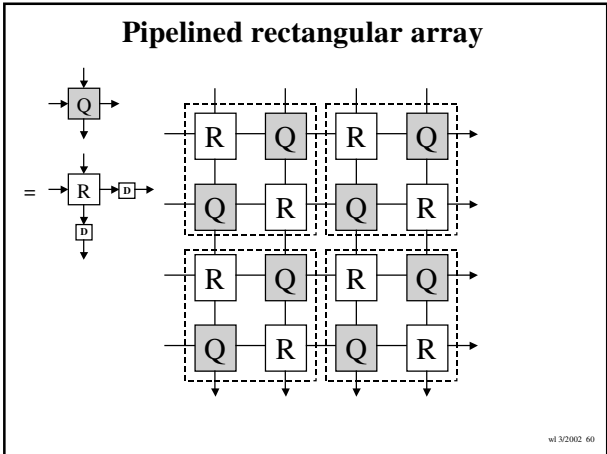 Pipelined rectangular array
Q
= R D
D
R Q R Q
Q R Q R
R Q R Q
Q R Q R
wl 3/2002 60